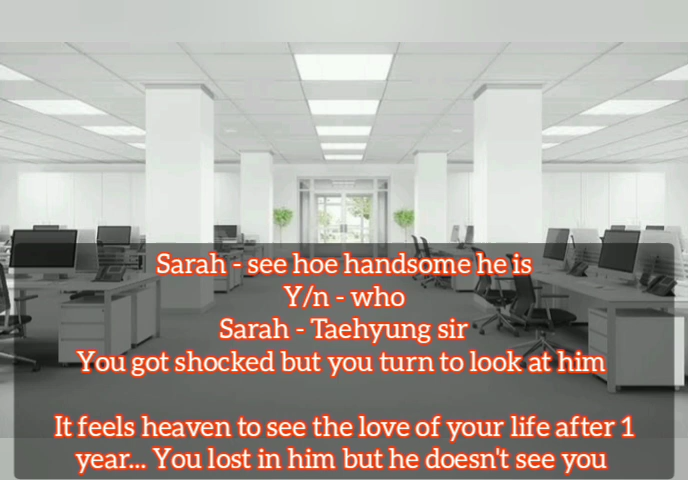 Sarah - see hoe handsome he is
Y/n - who
Sarah - Taehyung sir
You got shocked but you turn to look at him
It feels heaven to see the love of your life after 1
year... You lost in him but he doesn't see you